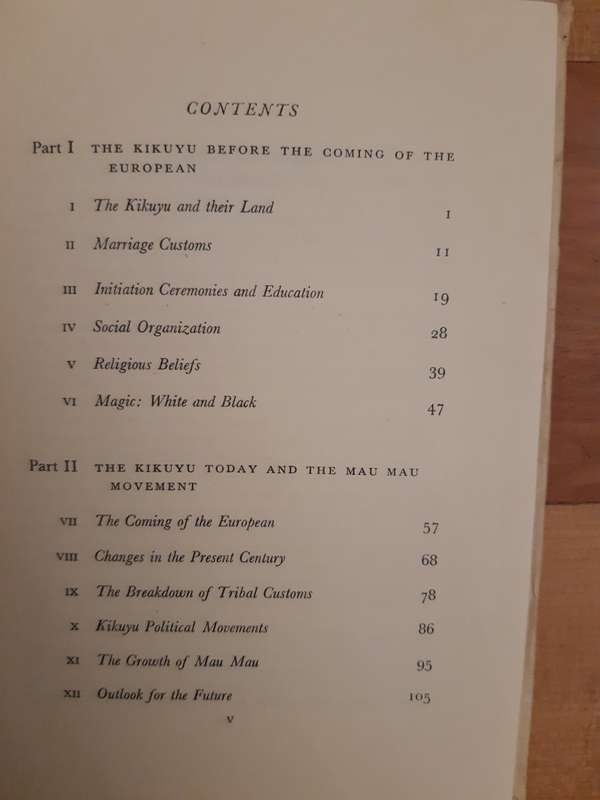 CONTENTS
Part I THE KIKUYU BEFORE THE COMING OF THE
EUROPEAN
I The Kikuyu and their Land 1
II Marriage Customs 11
III Initiation Ceremonies and Education 19
IV Social Organization 28
V Religious Beliefs 39
VI Magic: White and Black 47
Part II THE KIKUYU TODAY AND THE MAU MAU
MOVEMENT
VII The Coming of the European 57
VIII Changes in the Present Century 68
IX The Breakdown of Tribal Customs 78
X Kikuyu Political Movements 86
XI The Growth of Mau Mau 95
XII Outlook for the Future 105
v